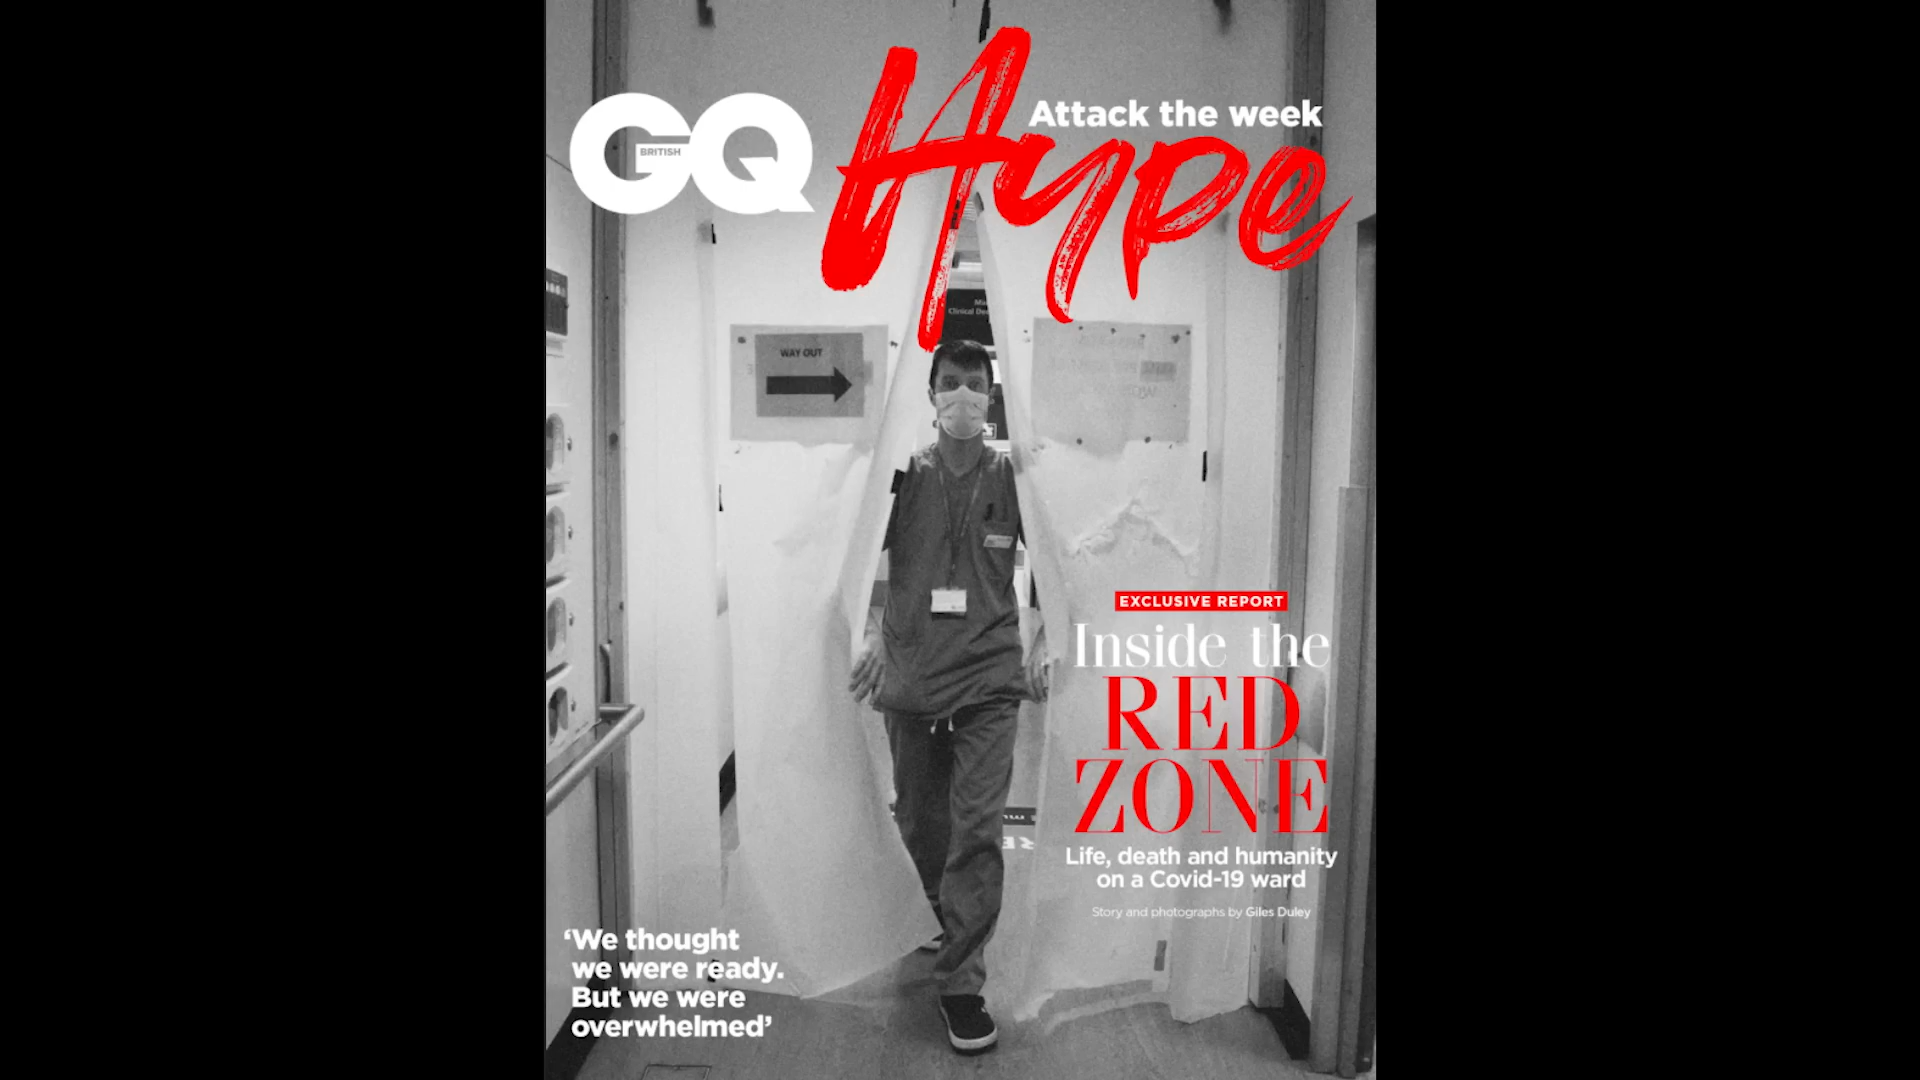 GQ
BRITISH
Hype
Attack the week
Clinical
WAY OUT
EXCLUSIVE REPORT
Inside the
RED
ZONE
Life, death and humanity
on a Covid-19 ward
Story and photographs by Giles Duley
‘We thought
we were ready.
But we were
overwhelmed’